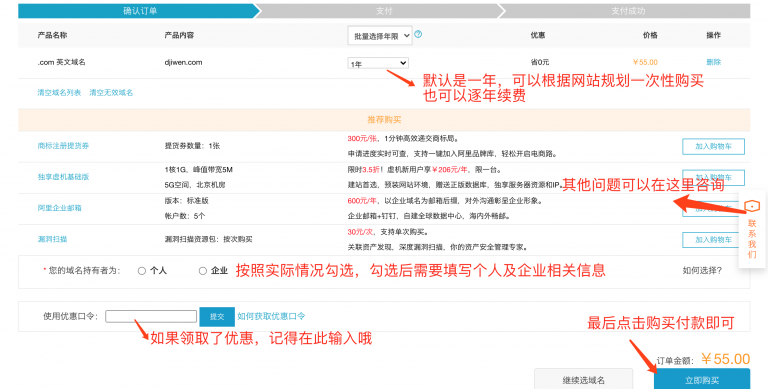 确认订单
支付
支付成功
产品名称 产品内容 批量选择年限 优惠 价格 操作
.com 英文域名 djiwen.com 1年 省0元 ￥55.00 删除
默认是一年，可以根据网站规划一次性购买
也可以逐年续费
清空域名列表 清空无效域名
推荐购买
商标注册提货券 提货券数量：1张 300元/张，1分钟高效递交商标局。 加入购物车
申请进度实时可查，支持一键加入阿里品牌库，轻松开启电商路。
独享虚机基础版 1核1G、峰值带宽5M 限时3.5折！虚机新用户享￥206元/年，限一台。 加入购物车
5G空间，北京机房 建站首选，预装网站环境，赠送正版数据库，独享服务器资源和IP。
其他问题可以在这里咨询
阿里企业邮箱 版本：标准版 600元/年，以企业域名为邮箱后缀，对外沟通彰显企业形象。 加入购物车
帐户数：5个 企业邮箱+钉钉，自建全球数据中心，海内外畅邮。
漏洞扫描 漏洞扫描资源包：按次购买 30元/次，支持单次购买。 加入购物车
关联资产发现，深度漏洞扫描，你的资产安全管理专家。
联系我们
* 您的域名持有者为： 个人 企业 按照实际情况勾选，勾选后需要填写个人及企业相关信息 如何选择?
使用优惠口令： 提交 如何获取优惠口令
如果领取了优惠，记得在此输入哦
最后点击购买付款即可
订单金额：￥55.00
继续选域名 立即购买